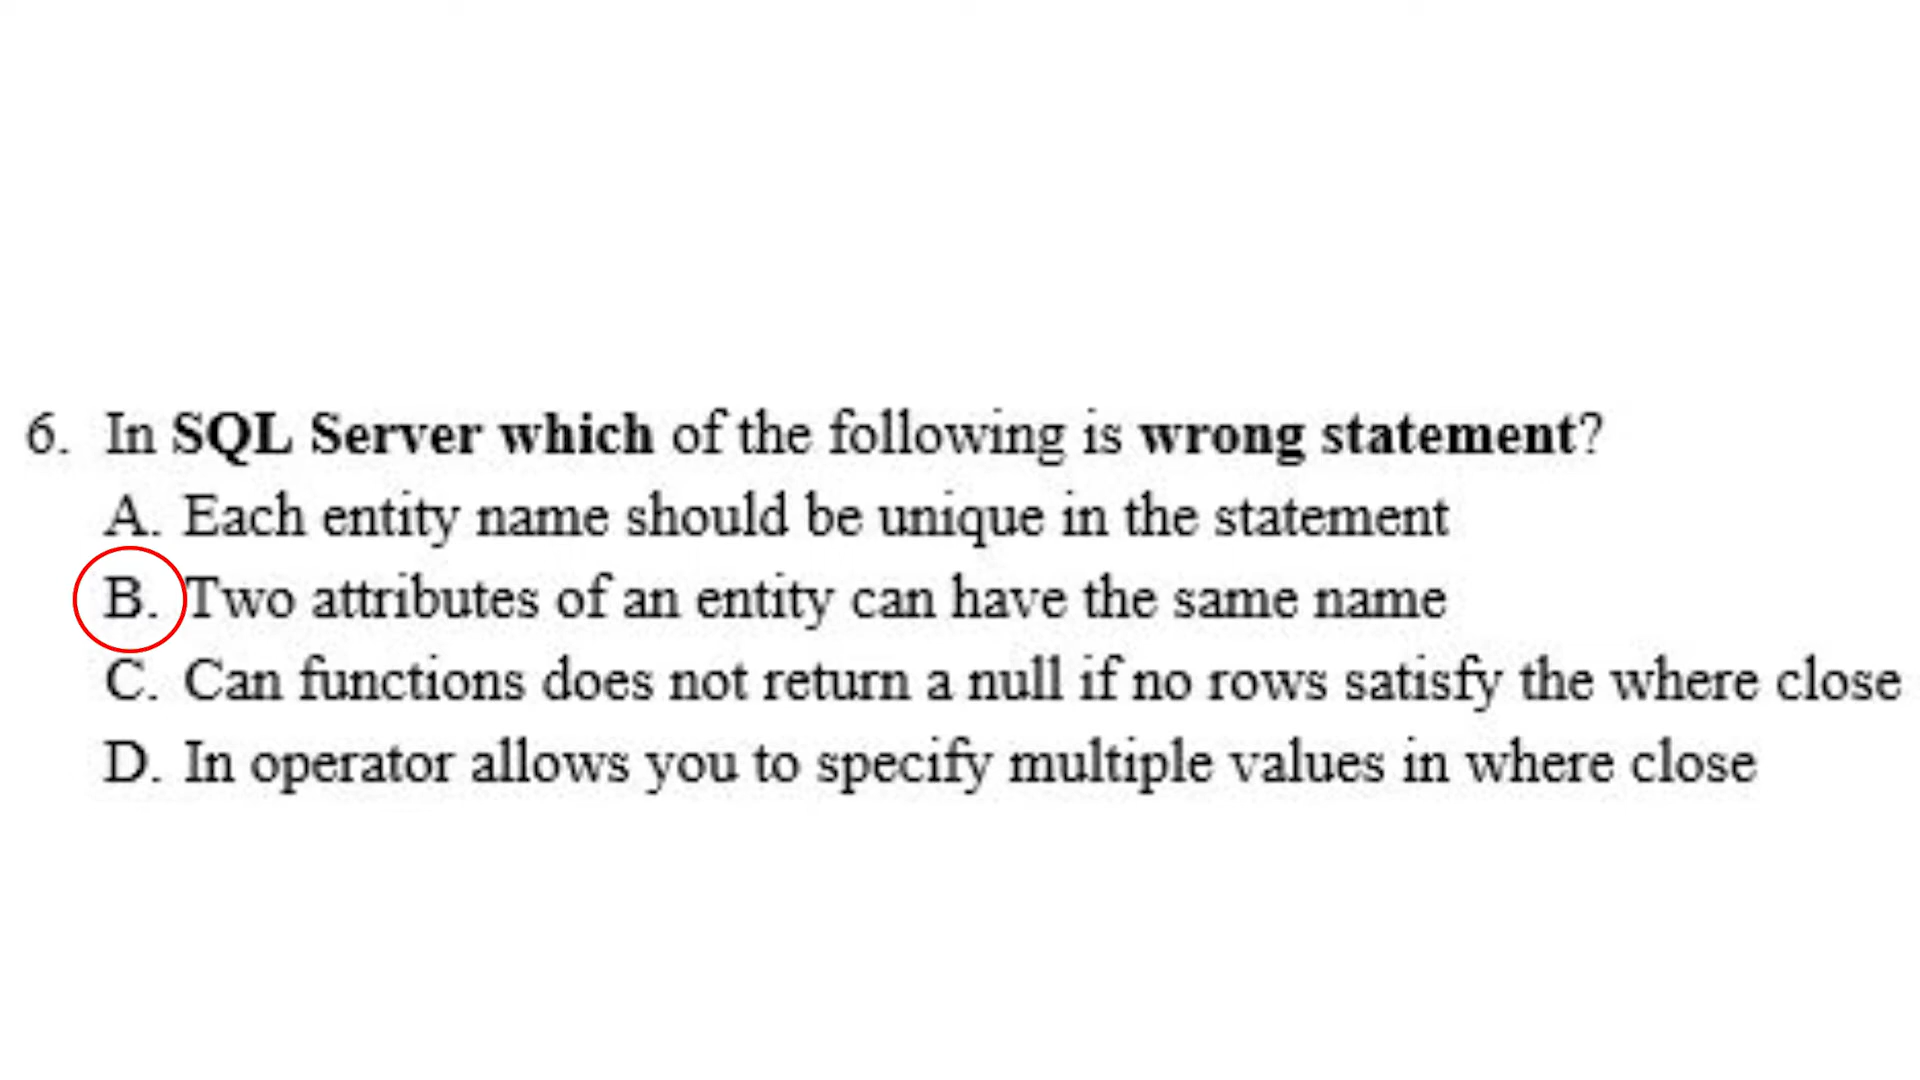 6. In SQL Server which of the following is wrong statement?
A. Each entity name should be unique in the statement
B. Two attributes of an entity can have the same name
C. Can functions does not return a null if no rows satisfy the where close
D. In operator allows you to specify multiple values in where close